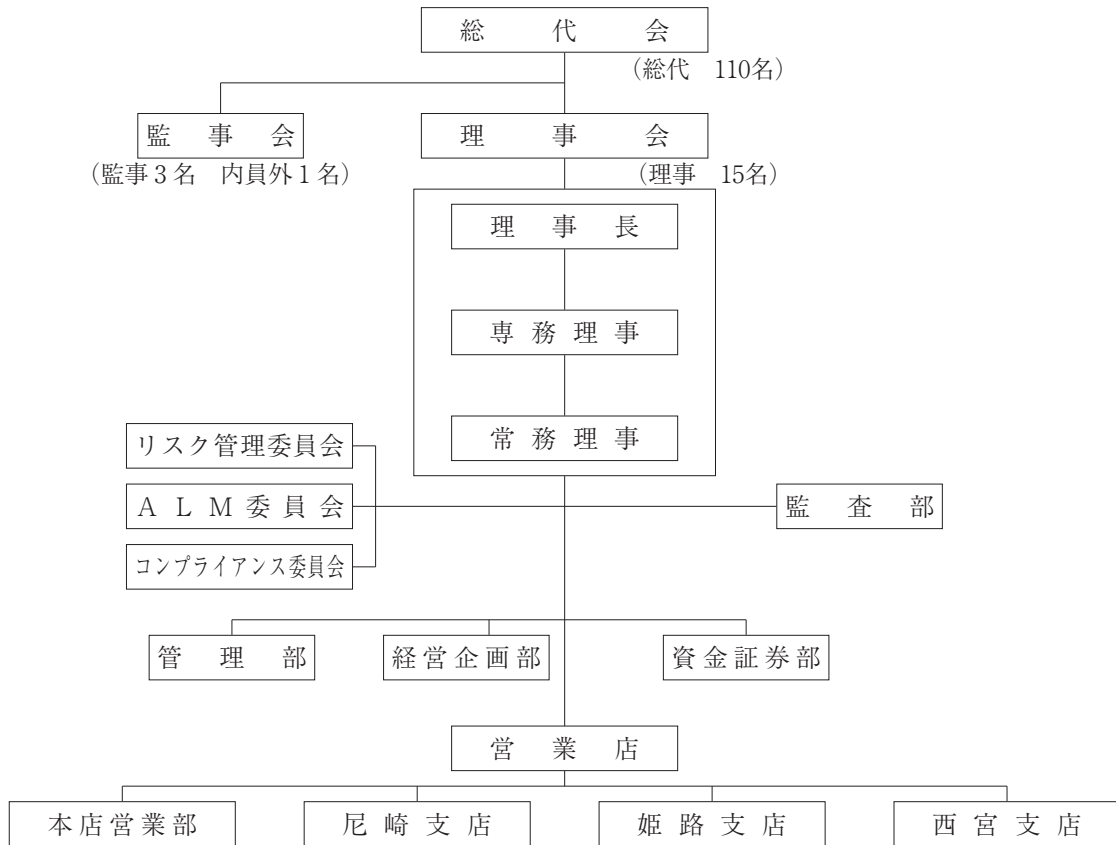 総代会
(総代 110名)
監事会
理事会
(監事3名 内員外1名)
(理事 15名)
理事長
専務理事
常務理事
リスク管理委員会
ALM委員会
監査部
コンプライアンス委員会
管理部
経営企画部
資金証券部
営業店
本店営業部
尼崎支店
姫路支店
西宮支店